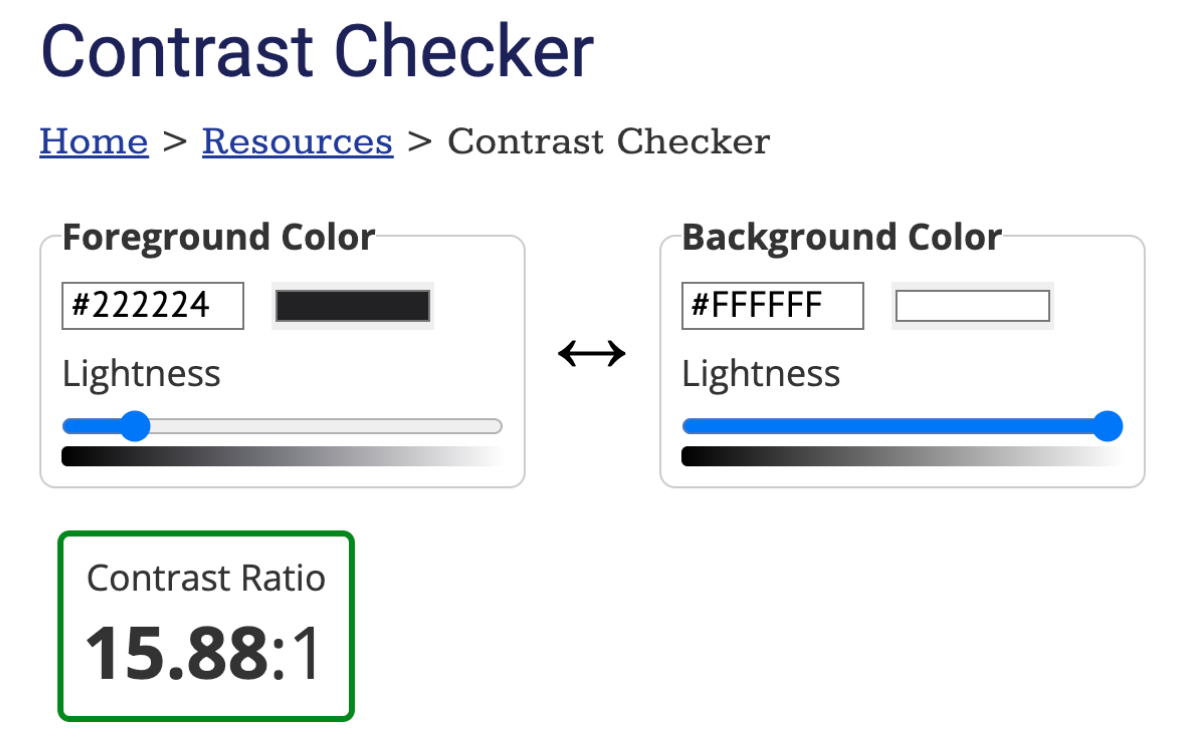 Contrast Checker
Home > Resources > Contrast Checker
Foreground Color
#222224
Lightness
Background Color
#FFFFFF
Lightness
Contrast Ratio
15.88:1